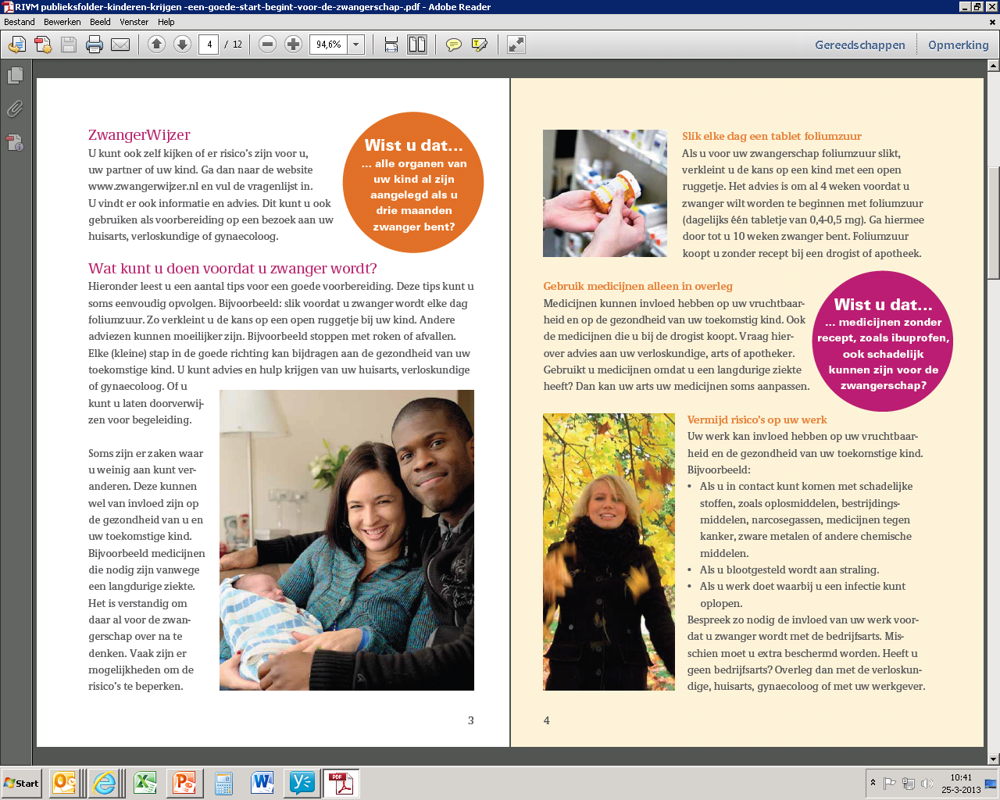 RIVM publieksfolder-kinderen-krijgen -een-goede-start-begint-voor-de-zwangerschap-.pdf - Adobe Reader
Bestand Bewerken Beeld Venster Help
4 / 12 94,6% Gereedschappen Opmerking
ZwangerWijzer
U kunt ook zelf kijken of er risico's zijn voor u,
uw partner of uw kind. Ga dan naar de website
www.zwangerwijzer.nl en vul de vragenlijst in.
U vindt er ook informatie en advies. Dit kunt u ook
gebruiken als voorbereiding op een bezoek aan uw
huisarts, verloskundige of gynaecoloog.
Wist u dat...
... alle organen van
uw kind al zijn
aangelegd als u
drie maanden
zwanger bent?
Wat kunt u doen voordat u zwanger wordt?
Hieronder leest u een aantal tips voor een goede voorbereiding. Deze tips kunt u
soms eenvoudig opvolgen. Bijvoorbeeld: slik voordat u zwanger wordt elke dag
foliumzuur. Zo verkleint u de kans op een open ruggetje bij uw kind. Andere
adviezen kunnen moeilijker zijn. Bijvoorbeeld stoppen met roken of afvallen.
Elke (kleine) stap in de goede richting kan bijdragen aan de gezondheid van uw
toekomstige kind. U kunt advies en hulp krijgen van uw huisarts, verloskundige
of gynaecoloog. Of u
kunt u laten doorverwij-
zen voor begeleiding.
Soms zijn er zaken waar
u weinig aan kunt ver-
anderen. Deze kunnen
wel van invloed zijn op
de gezondheid van u en
uw toekomstige kind.
Bijvoorbeeld medicijnen
die nodig zijn vanwege
een langdurige ziekte.
Het is verstandig om
daar al voor de zwan-
gerschap over na te
denken. Vaak zijn er
mogelijkheden om de
risico's te beperken.
3
Slik elke dag een tablet foliumzuur
Als u voor uw zwangerschap foliumzuur slikt,
verkleint u de kans op een kind met een open
ruggetje. Het advies is om al 4 weken voordat u
zwanger wilt worden te beginnen met foliumzuur
(dagelijks één tabletje van 0,4-0,5 mg). Ga hiermee
door tot u 10 weken zwanger bent. Foliumzuur
koopt u zonder recept bij een drogist of apotheek.
Gebruik medicijnen alleen in overleg
Medicijnen kunnen invloed hebben op uw vruchtbaar-
heid en op de gezondheid van uw toekomstig kind. Ook
de medicijnen die u bij de drogist koopt. Vraag hier-
over advies aan uw verloskundige, arts of apotheker.
Gebruikt u medicijnen omdat u een langdurige ziekte
heeft? Dan kan uw arts uw medicijnen soms aanpassen.
Wist u dat...
... medicijnen zonder
recept, zoals ibuprofen,
ook schadelijk
kunnen zijn voor de
zwangerschap?
Vermijd risico's op uw werk
Uw werk kan invloed hebben op uw vruchtbaar-
heid en de gezondheid van uw toekomstige kind.
Bijvoorbeeld:
• Als u in contact kunt komen met schadelijke
stoffen, zoals oplosmiddelen, bestrijdings-
middelen, narcosegassen, medicijnen tegen
kanker, zware metalen of andere chemische
middelen.
• Als u blootgesteld wordt aan straling.
• Als u werk doet waarbij u een infectie kunt
oplopen.
Bespreek zo nodig de invloed van uw werk voor-
dat u zwanger wordt met de bedrijfsarts. Mis-
schien moet u extra beschermd worden. Heeft u
geen bedrijfsarts? Overleg dan met de verloskun-
dige, huisarts, gynaecoloog of met uw werkgever.
4
Start
10:41
25-3-2013